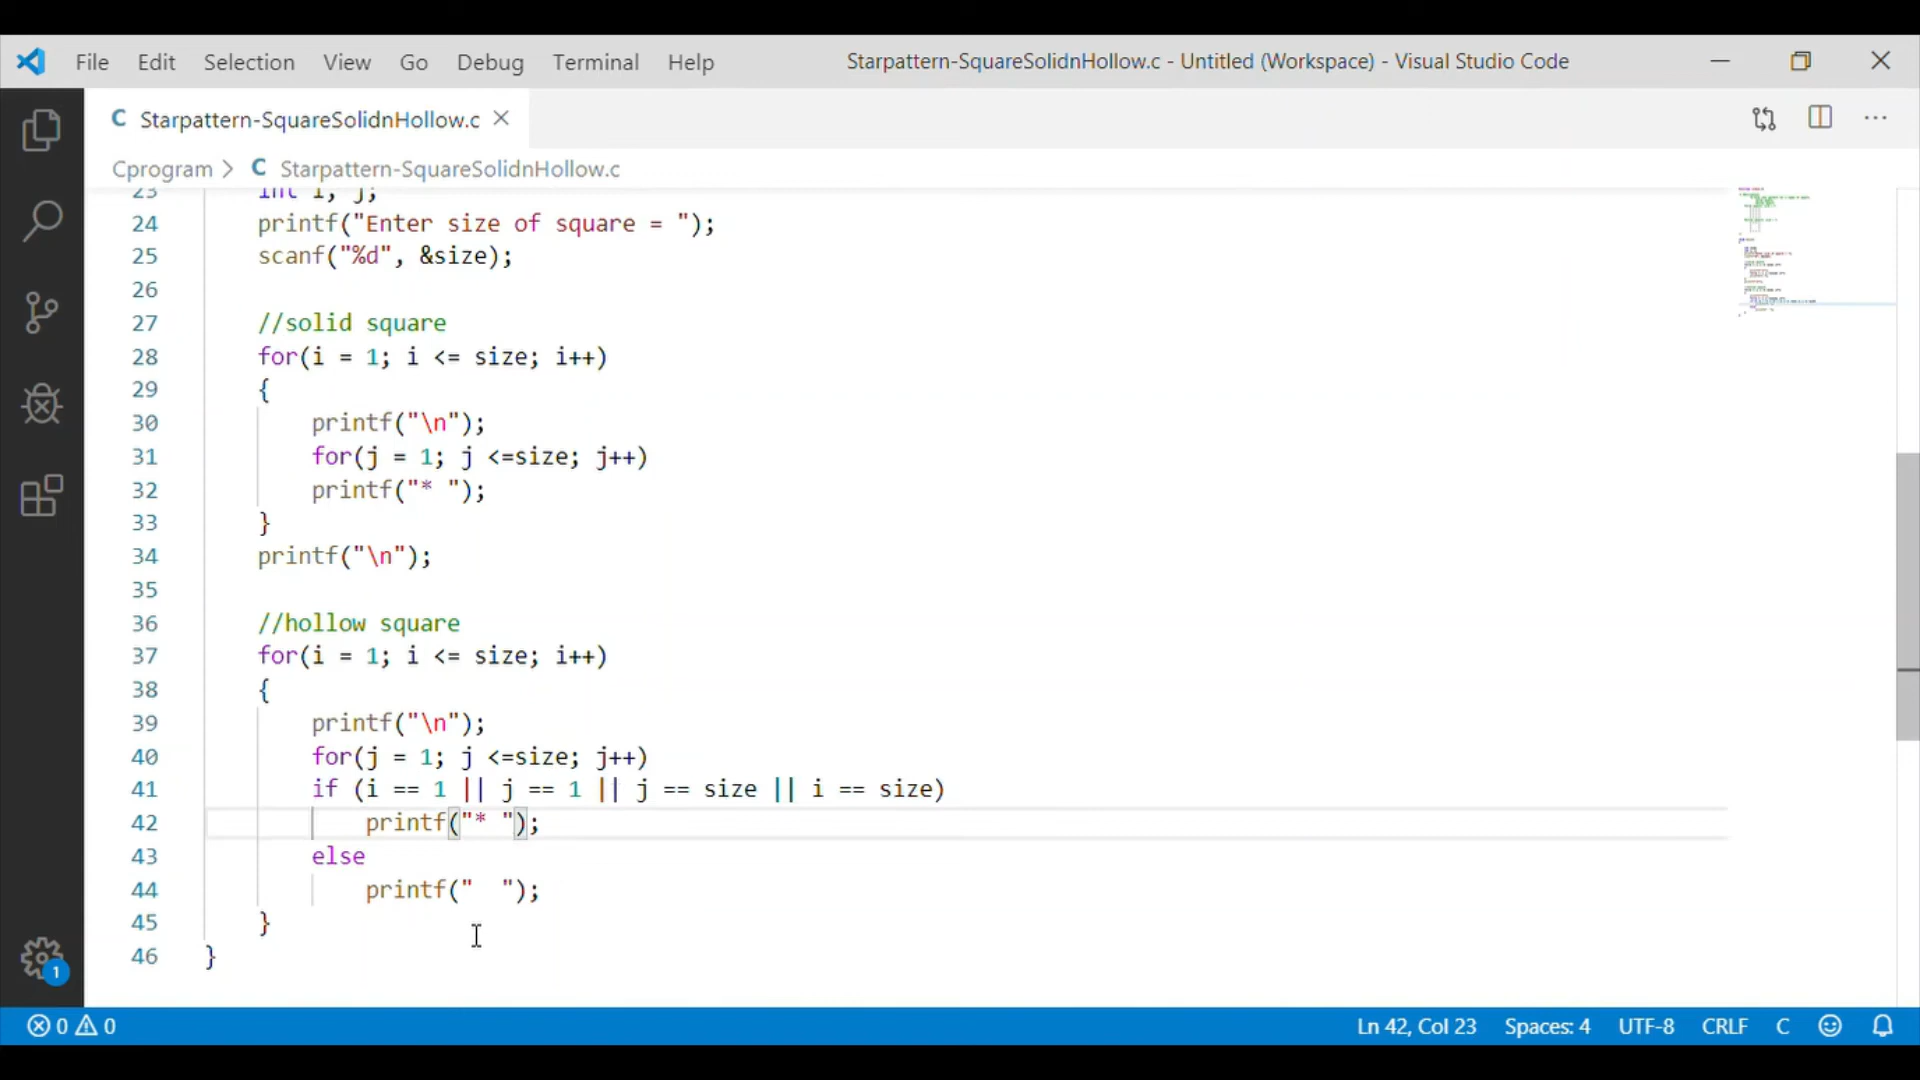 File Edit Selection View Go Debug Terminal Help Starpattern-SquareSolidnHollow.c - Untitled (Workspace) - Visual Studio Code
C Starpattern-SquareSolidnHollow.c
Cprogram > C Starpattern-SquareSolidnHollow.c
23 int i, j;
24 printf("Enter size of square = ");
25 scanf("%d", &size);
26
27 //solid square
28 for(i = 1; i <= size; i++)
29 {
30 printf("\n");
31 for(j = 1; j <=size; j++)
32 printf("* ");
33 }
34 printf("\n");
35
36 //hollow square
37 for(i = 1; i <= size; i++)
38 {
39 printf("\n");
40 for(j = 1; j <=size; j++)
41 if (i == 1 || j == 1 || j == size || i == size)
42 printf("* ");
43 else
44 printf("  ");
45 }
46 }
1
0 0 Ln 42, Col 23 Spaces: 4 UTF-8 CRLF C